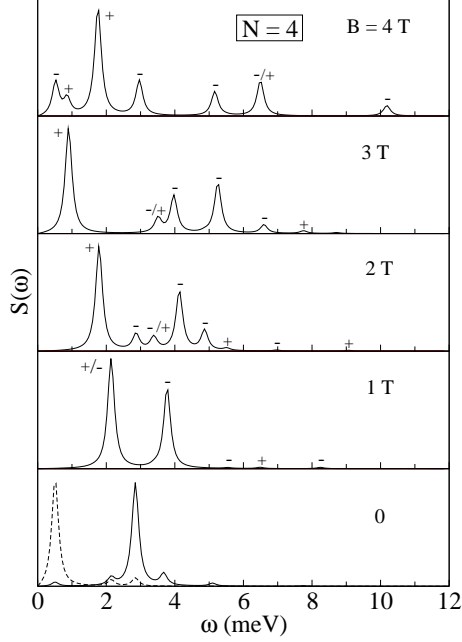 N = 4
B = 4 T
- + + - - -/+ -
3 T
+ -/+ - - - +
2 T
+ - -/+ - - + - +
1 T
+/- - - + -
0
S(ω)
0 2 4 6 8 10 12
ω (meV)